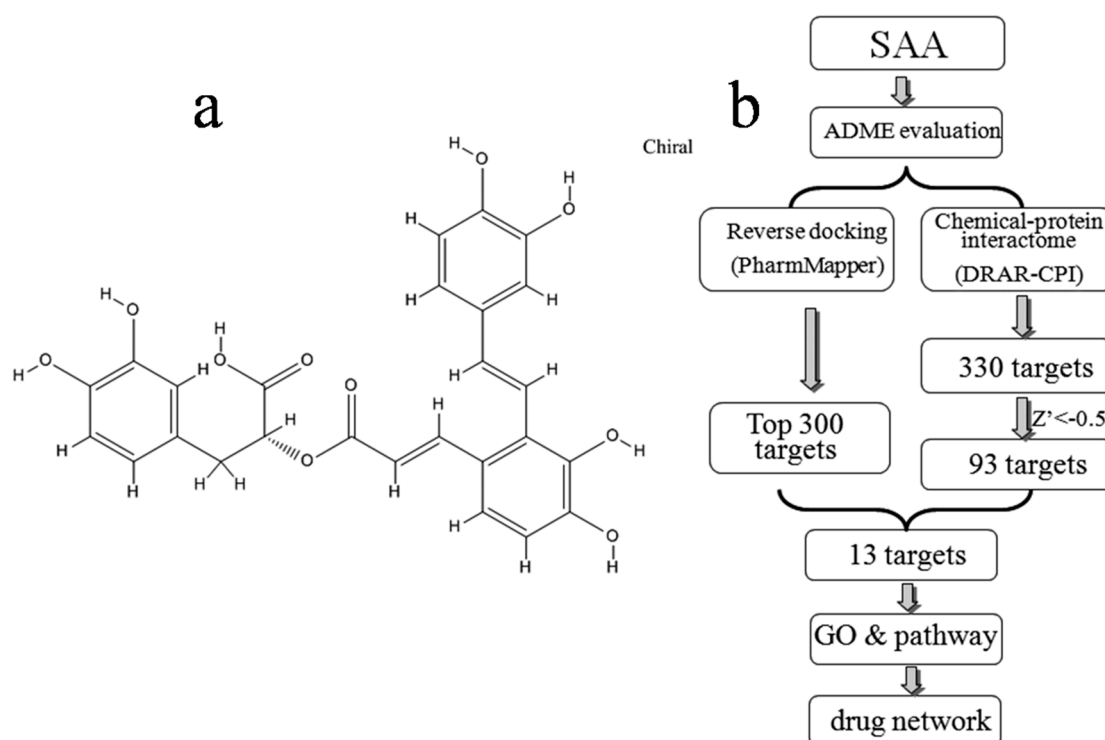 a
b
Chiral
H
O
H
O
H
H
H
H
H
O
H
O
H
O
O
H
H
H
H
H
O
H
H
H
O
H
O
H
H
H
O
H
O
H
H
SAA
ADME evaluation
Reverse docking
(PharmMapper)
Chemical-protein
interactome
(DRAR-CPI)
330 targets
Z'<-0.5
Top 300
targets
93 targets
13 targets
GO & pathway
drug network